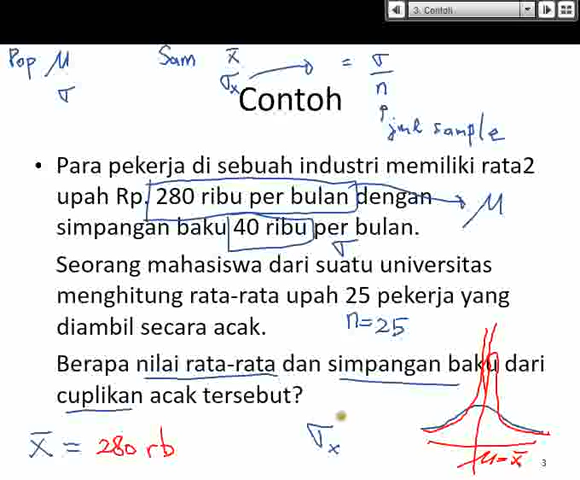 3. Contoh
Pop μ Sam x̄
σ σx = σ/n
Contoh
jml sample
• Para pekerja di sebuah industri memiliki rata2
upah Rp. 280 ribu per bulan dengan μ
simpangan baku 40 ribu per bulan.
σ
Seorang mahasiswa dari suatu universitas
menghitung rata-rata upah 25 pekerja yang
diambil secara acak. n=25
Berapa nilai rata-rata dan simpangan baku dari
cuplikan acak tersebut?
x̄ = 280 rb σx μ=x̄
3